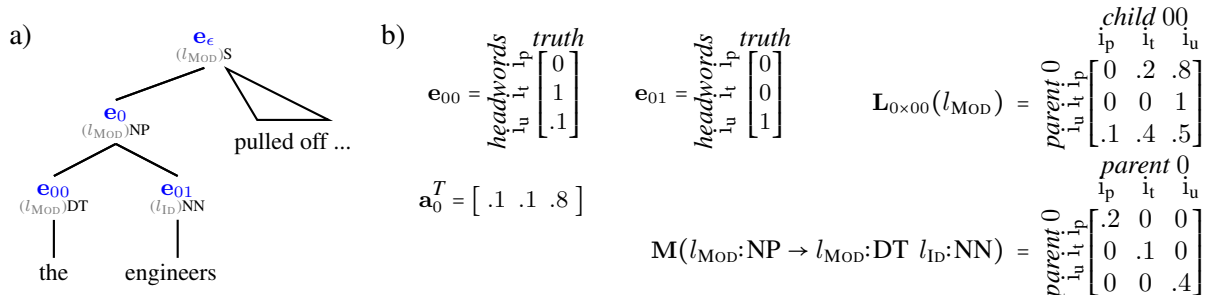 a)
e_ϵ
(l_MOD)S
e_0
(l_MOD)NP
pulled off ...
e_00
(l_MOD)DT
e_01
(l_ID)NN
the
engineers
b)
truth
e_00 = headwords i_p i_t i_u [0 1 .1]
truth
e_01 = headwords i_p i_t i_u [0 0 1]
child 00
i_p i_t i_u
L_0×00(l_MOD) = parent 0 i_p i_t i_u [0 .2 .8
0 0 1
.1 .4 .5]
a_0^T = [ .1 .1 .8 ]
parent 0
i_p i_t i_u
M(l_MOD:NP → l_MOD:DT l_ID:NN) = parent 0 i_p i_t i_u [.2 0 0
0 .1 0
0 0 .4]